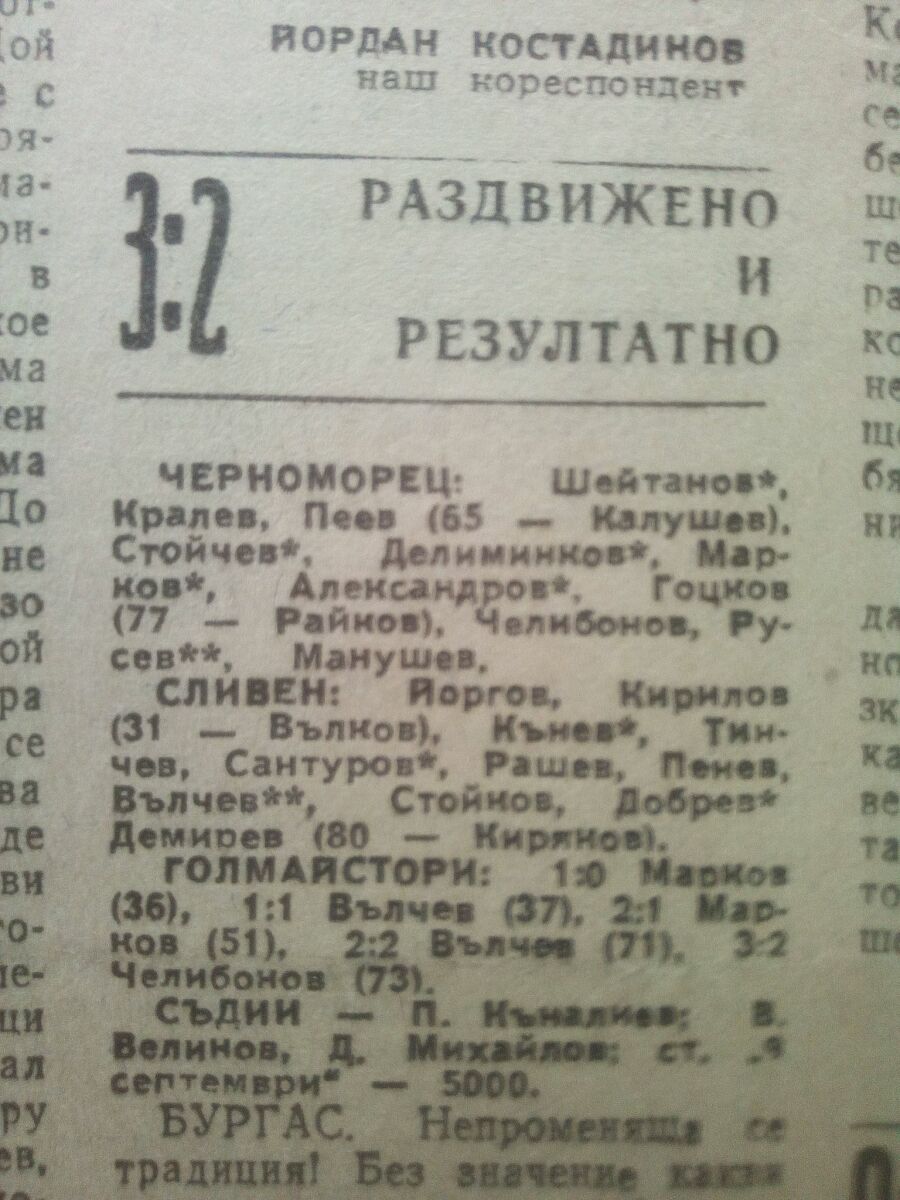 ЙОРДАН КОСТАДИНОВ
наш кореспондент
3:2
РАЗДВИЖЕНО
И
РЕЗУЛТАТНО
ЧЕРНОМОРЕЦ: Шейтанов*,
Кралев, Пеев (65 — Калушев),
Стойчев*, Делиминков*, Мар-
ков*, Александров*, Гоцков
(77 — Райков), Челибонов, Ру-
сев**, Манушев.
СЛИВЕН: Йоргов, Кирилов
(31 — Вълков), Кънев*, Тин-
чев, Сантуров*, Рашев, Пенев,
Вълчев**, Стойков, Добрев*
Демирев (80 — Киряков).
ГОЛМАЙСТОРИ: 1:0 Марков
(36), 1:1 Вълчев (37), 2:1 Мар-
ков (51), 2:2 Вълчев (71), 3:2
Челибонов (73).
СЪДИИ — П. Къналиев; В.
Велинов, Д. Михайлов; ст. „9
септември“ — 5000.
БУРГАС. Непроменяща се
традиция! Без значение каква